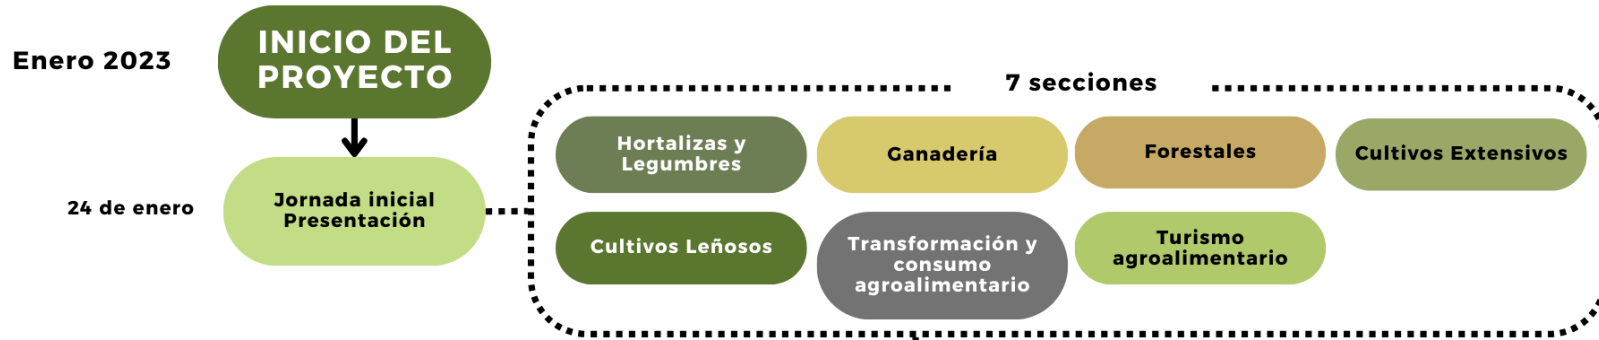 Enero 2023
INICIO DEL
PROYECTO
7 secciones
24 de enero
Jornada inicial
Presentación
Hortalizas y
Legumbres
Ganadería
Forestales
Cultivos Extensivos
Cultivos Leñosos
Transformación y
consumo
agroalimentario
Turismo
agroalimentario